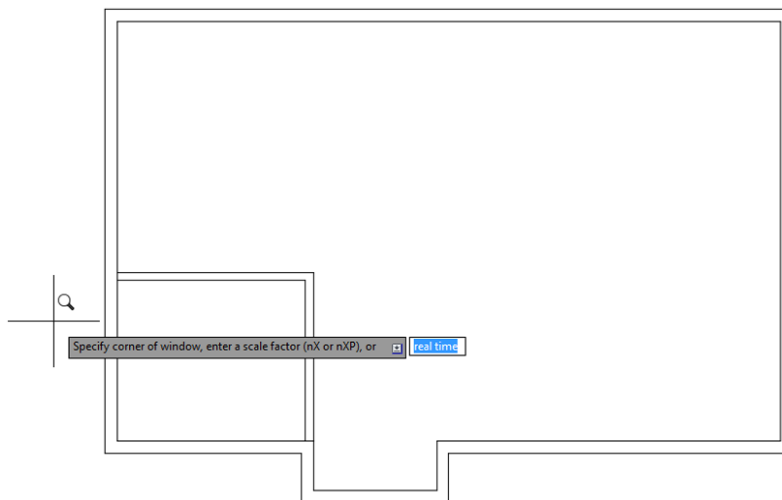 Specify corner of window, enter a scale factor (nX or nXP), or
real time